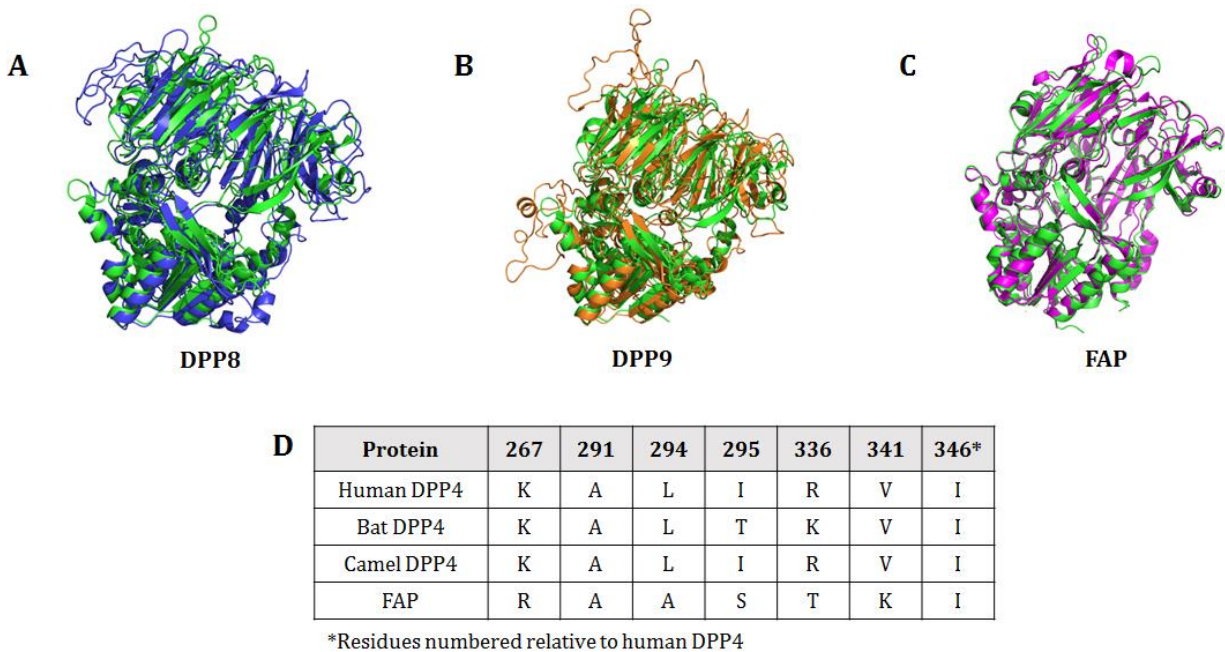 A
B
C
DPP8
DPP9
FAP
D
Protein 267 291 294 295 336 341 346*
Human DPP4 K A L I R V I
Bat DPP4 K A L T K V I
Camel DPP4 K A L I R V I
FAP R A A S T K I
*Residues numbered relative to human DPP4